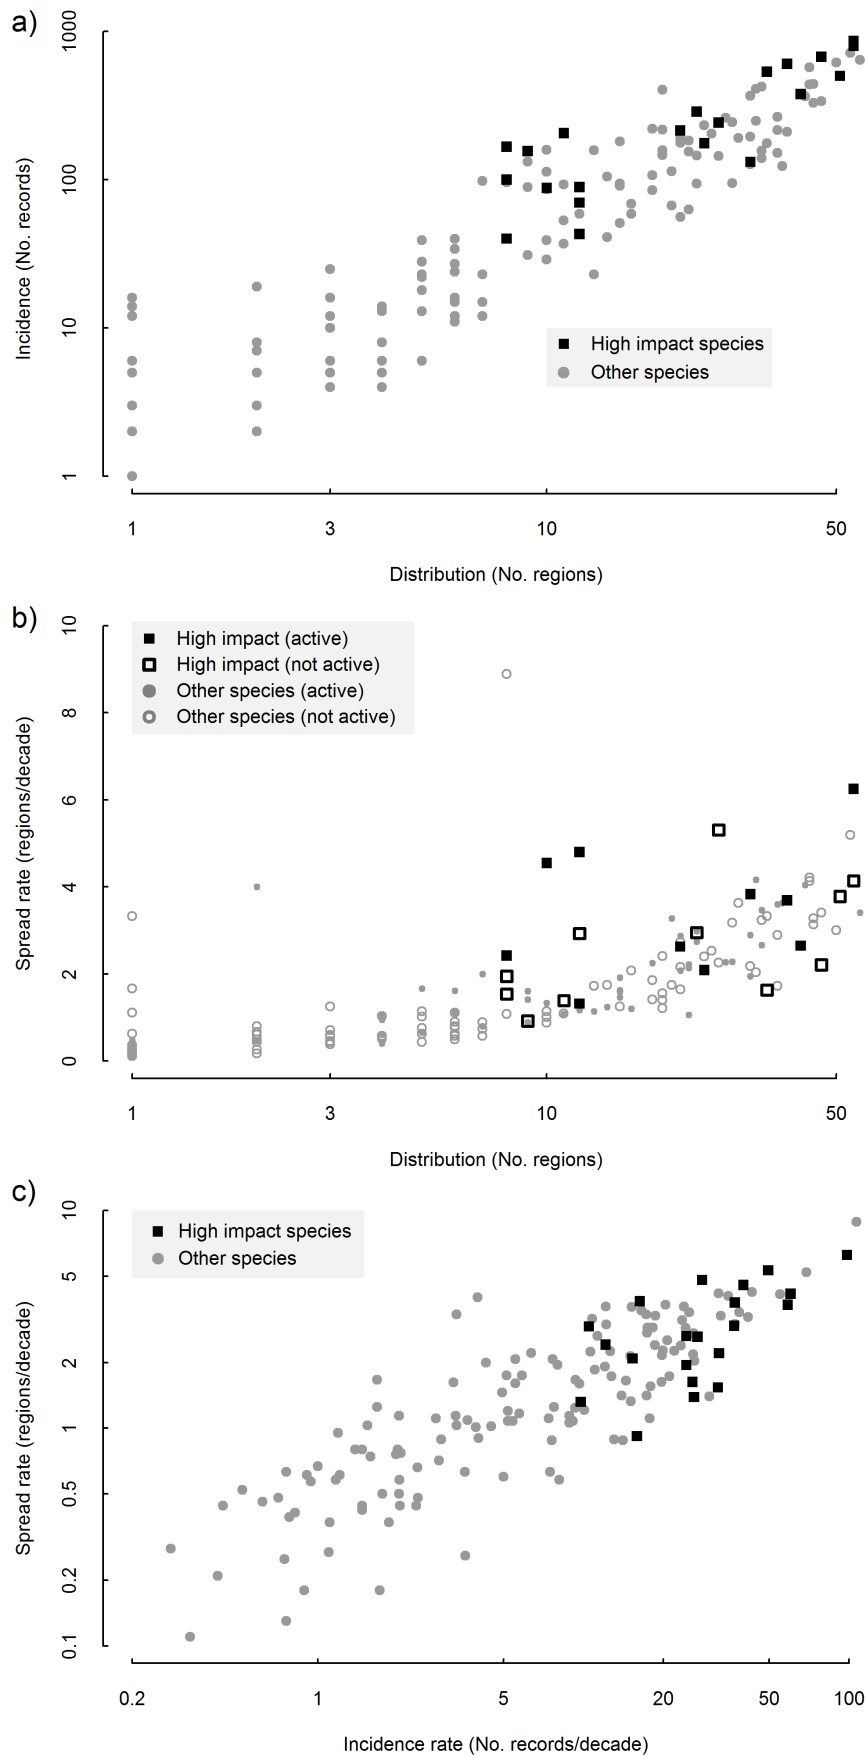 a)
1000
100
10
1
Incidence (No. records)
High impact species
Other species
1 3 10 50
Distribution (No. regions)
b)
10
8
6
4
2
0
Spread rate (regions/decade)
High impact (active)
High impact (not active)
Other species (active)
Other species (not active)
1 3 10 50
Distribution (No. regions)
c)
10
5
2
1
0.5
0.2
0.1
Spread rate (regions/decade)
High impact species
Other species
0.2 1 5 20 50 100
Incidence rate (No. records/decade)